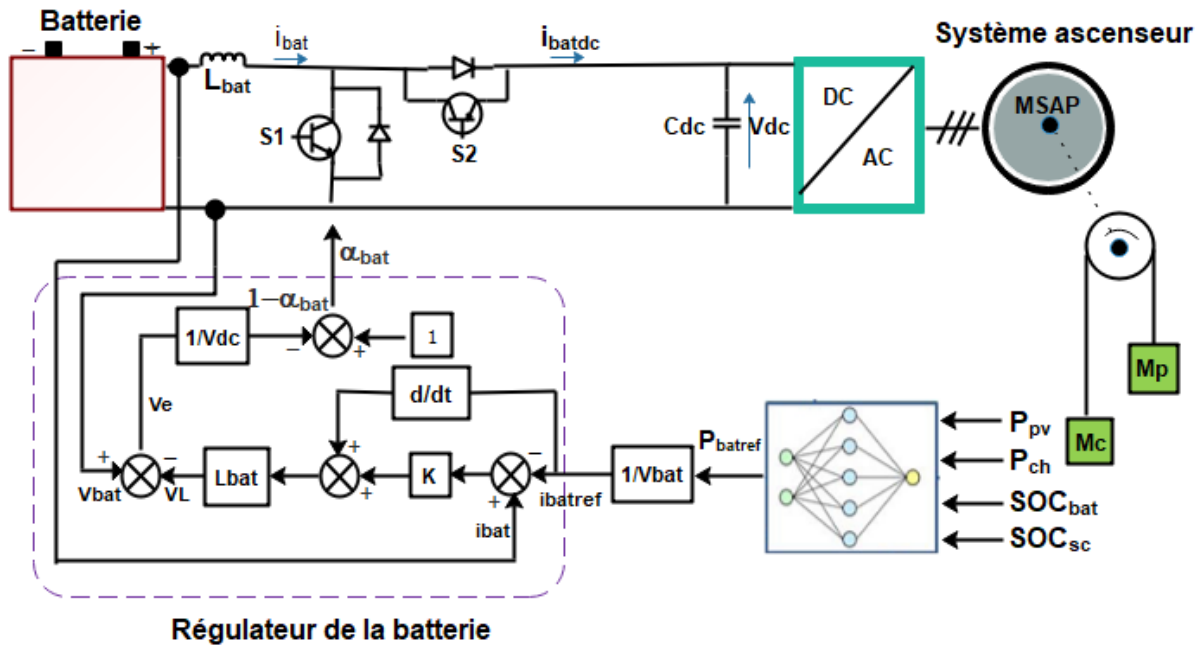 Batterie
Système ascenseur
− +
ibat
ibatdc
Lbat
S1
S2
Cdc
Vdc
DC
AC
MSAP
Mp
Mc
αbat
1−αbat
1/Vdc
−
+
1
d/dt
Ve
+
Vbat
−
VL
Lbat
+
+
K
−
+
ibatref
ibat
1/Vbat
Pbatref
Ppv
Pch
SOCbat
SOCsc
Régulateur de la batterie